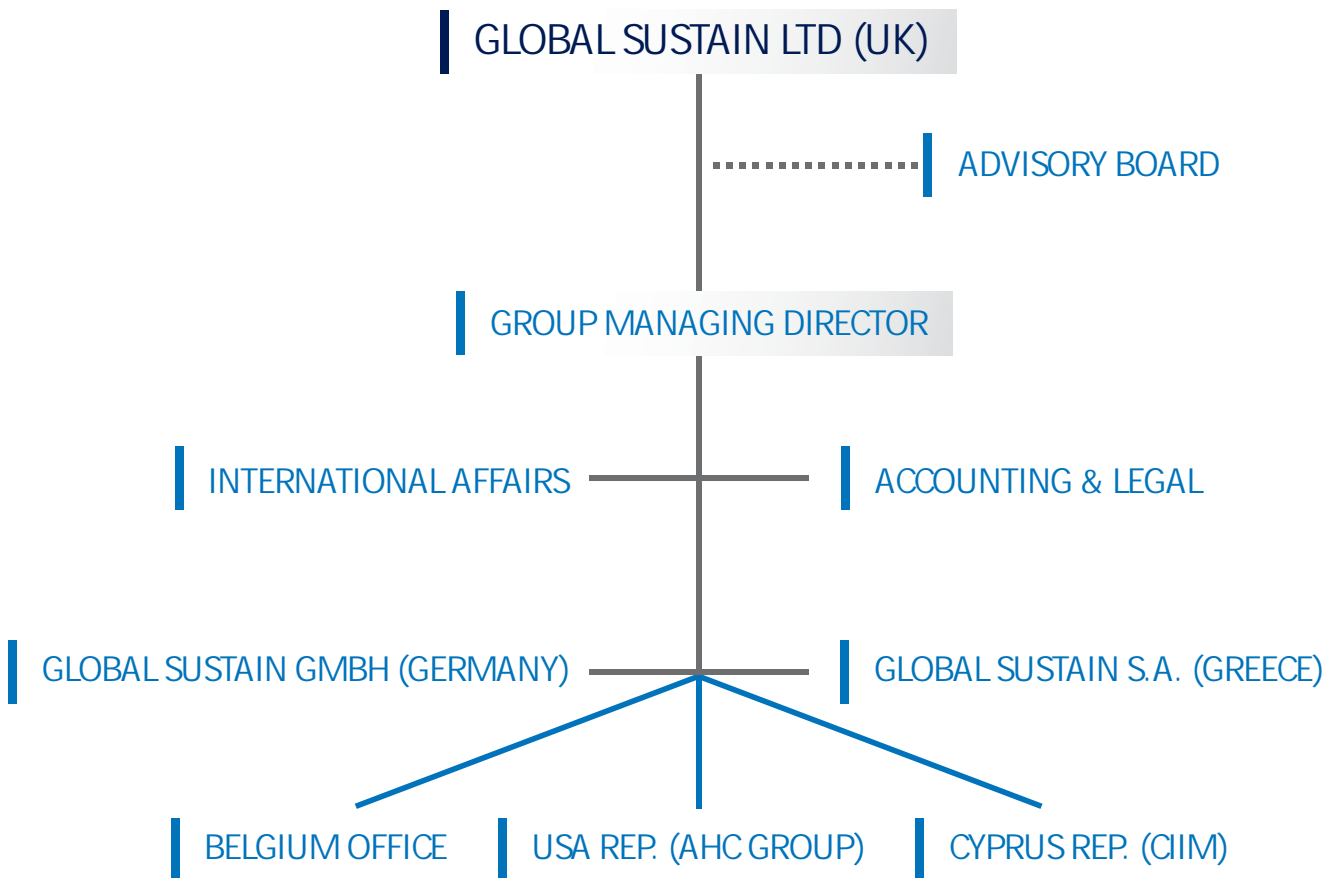 GLOBAL SUSTAIN LTD (UK)
ADVISORY BOARD
GROUP MANAGING DIRECTOR
INTERNATIONAL AFFAIRS
ACCOUNTING & LEGAL
GLOBAL SUSTAIN GMBH (GERMANY)
GLOBAL SUSTAIN S.A. (GREECE)
BELGIUM OFFICE
USA REP. (AHC GROUP)
CYPRUS REP. (CIIM)